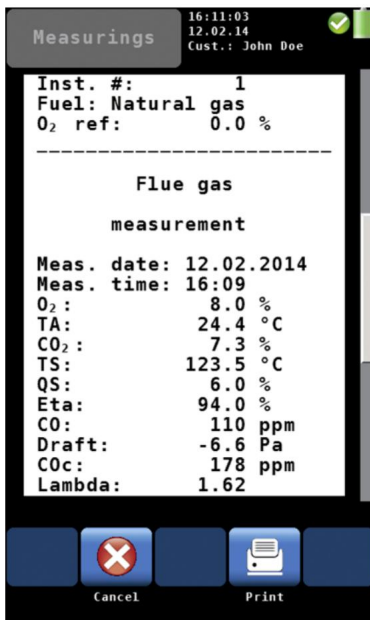 Measurings
16:11:03
12.02.14
Cust.: John Doe
Inst. #: 1
Fuel: Natural gas
O₂ ref: 0.0 %
Flue gas
measurement
Meas. date: 12.02.2014
Meas. time: 16:09
O₂: 8.0 %
TA: 24.4 °C
CO₂: 7.3 %
TS: 123.5 °C
QS: 6.0 %
Eta: 94.0 %
CO: 110 ppm
Draft: -6.6 Pa
COc: 178 ppm
Lambda: 1.62
Cancel Print